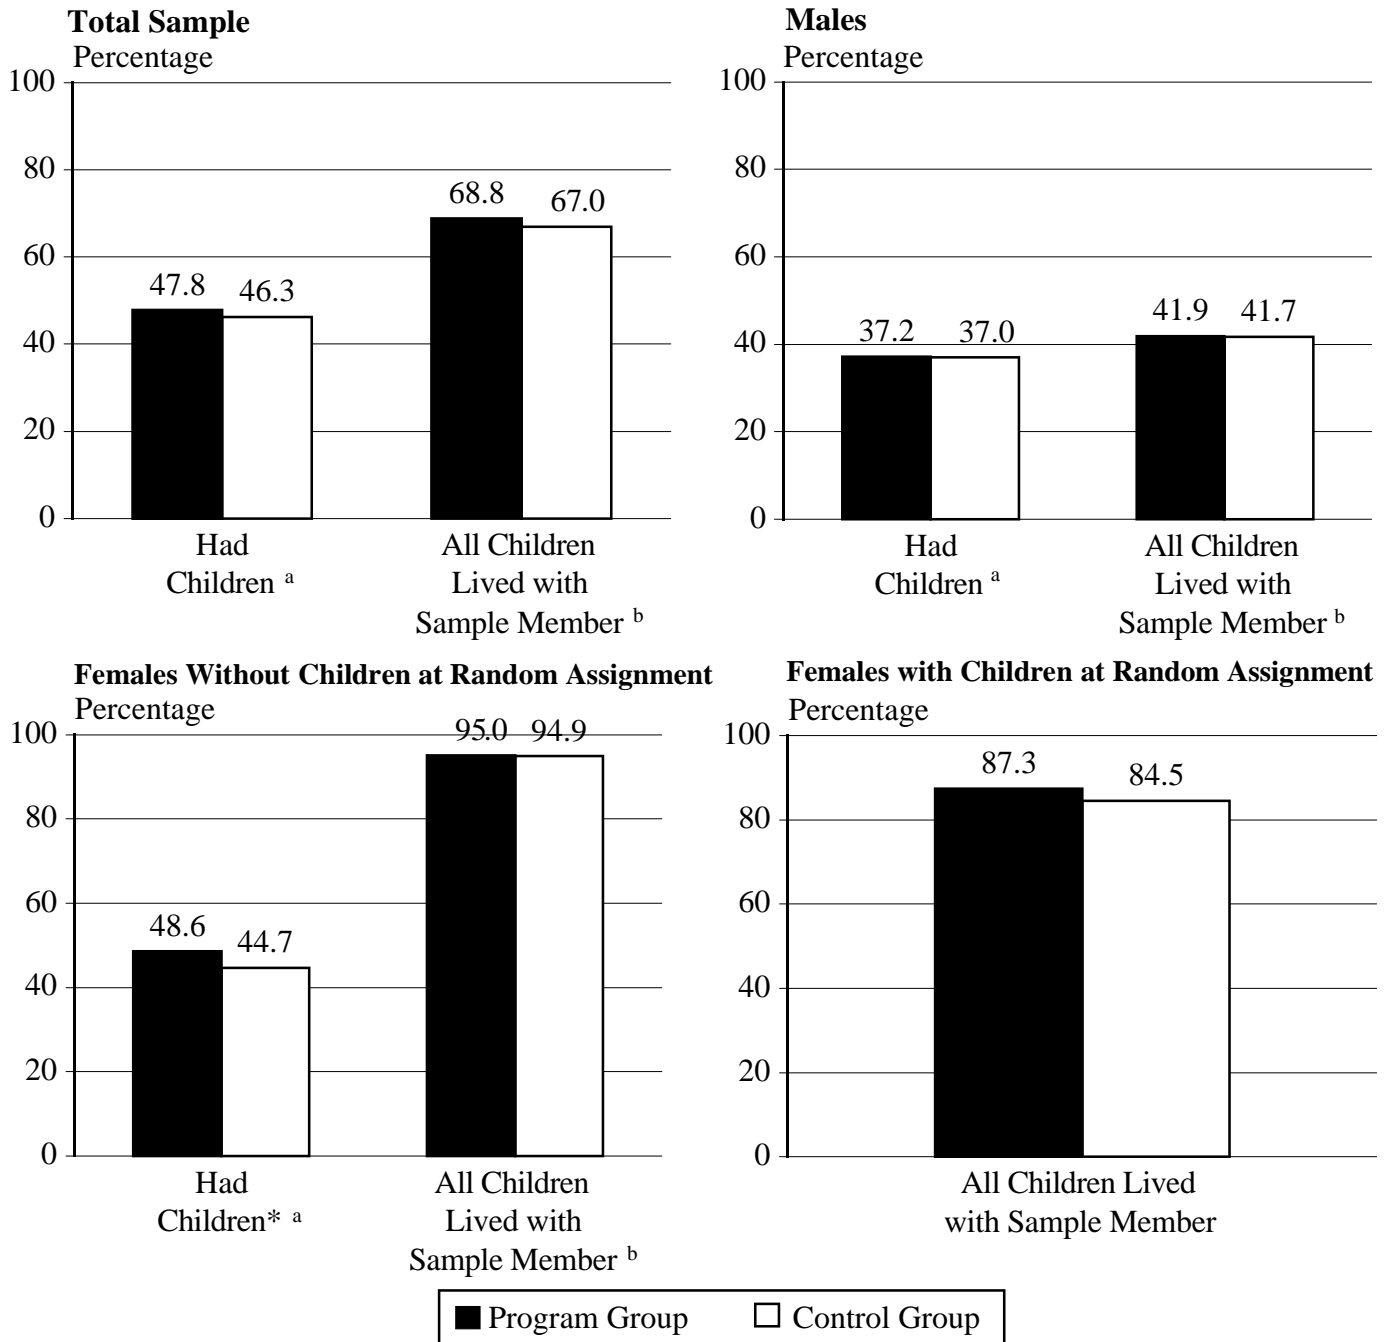 Total Sample
Percentage
100
80
60
40
20
0
47.8
46.3
68.8
67.0
Had
Children a
All Children
Lived with
Sample Member b
Males
Percentage
100
80
60
40
20
0
37.2
37.0
41.9
41.7
Had
Children a
All Children
Lived with
Sample Member b
Females Without Children at Random Assignment
Percentage
100
80
60
40
20
0
48.6
44.7
95.0
94.9
Had
Children* a
All Children
Lived with
Sample Member b
Females with Children at Random Assignment
Percentage
100
80
60
40
20
0
87.3
84.5
All Children Lived
with Sample Member
Program Group
Control Group